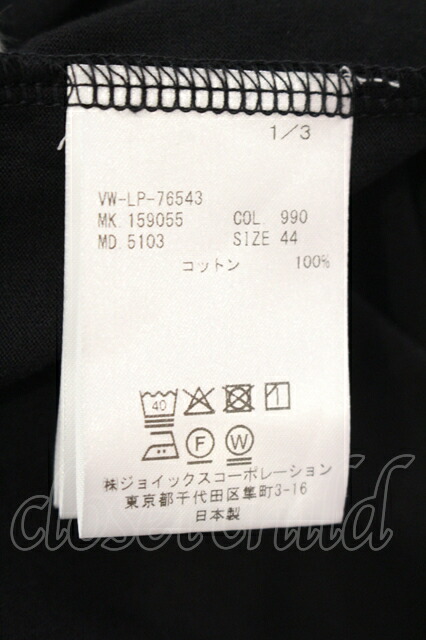 1/3
VW-LP-76543
MK. 159055 COL. 990
MD. 5103 SIZE 44
コットン 100%
40
F W
株ジョイックスコーポレーション
東京都千代田区隼町3-16
日本製
closet child